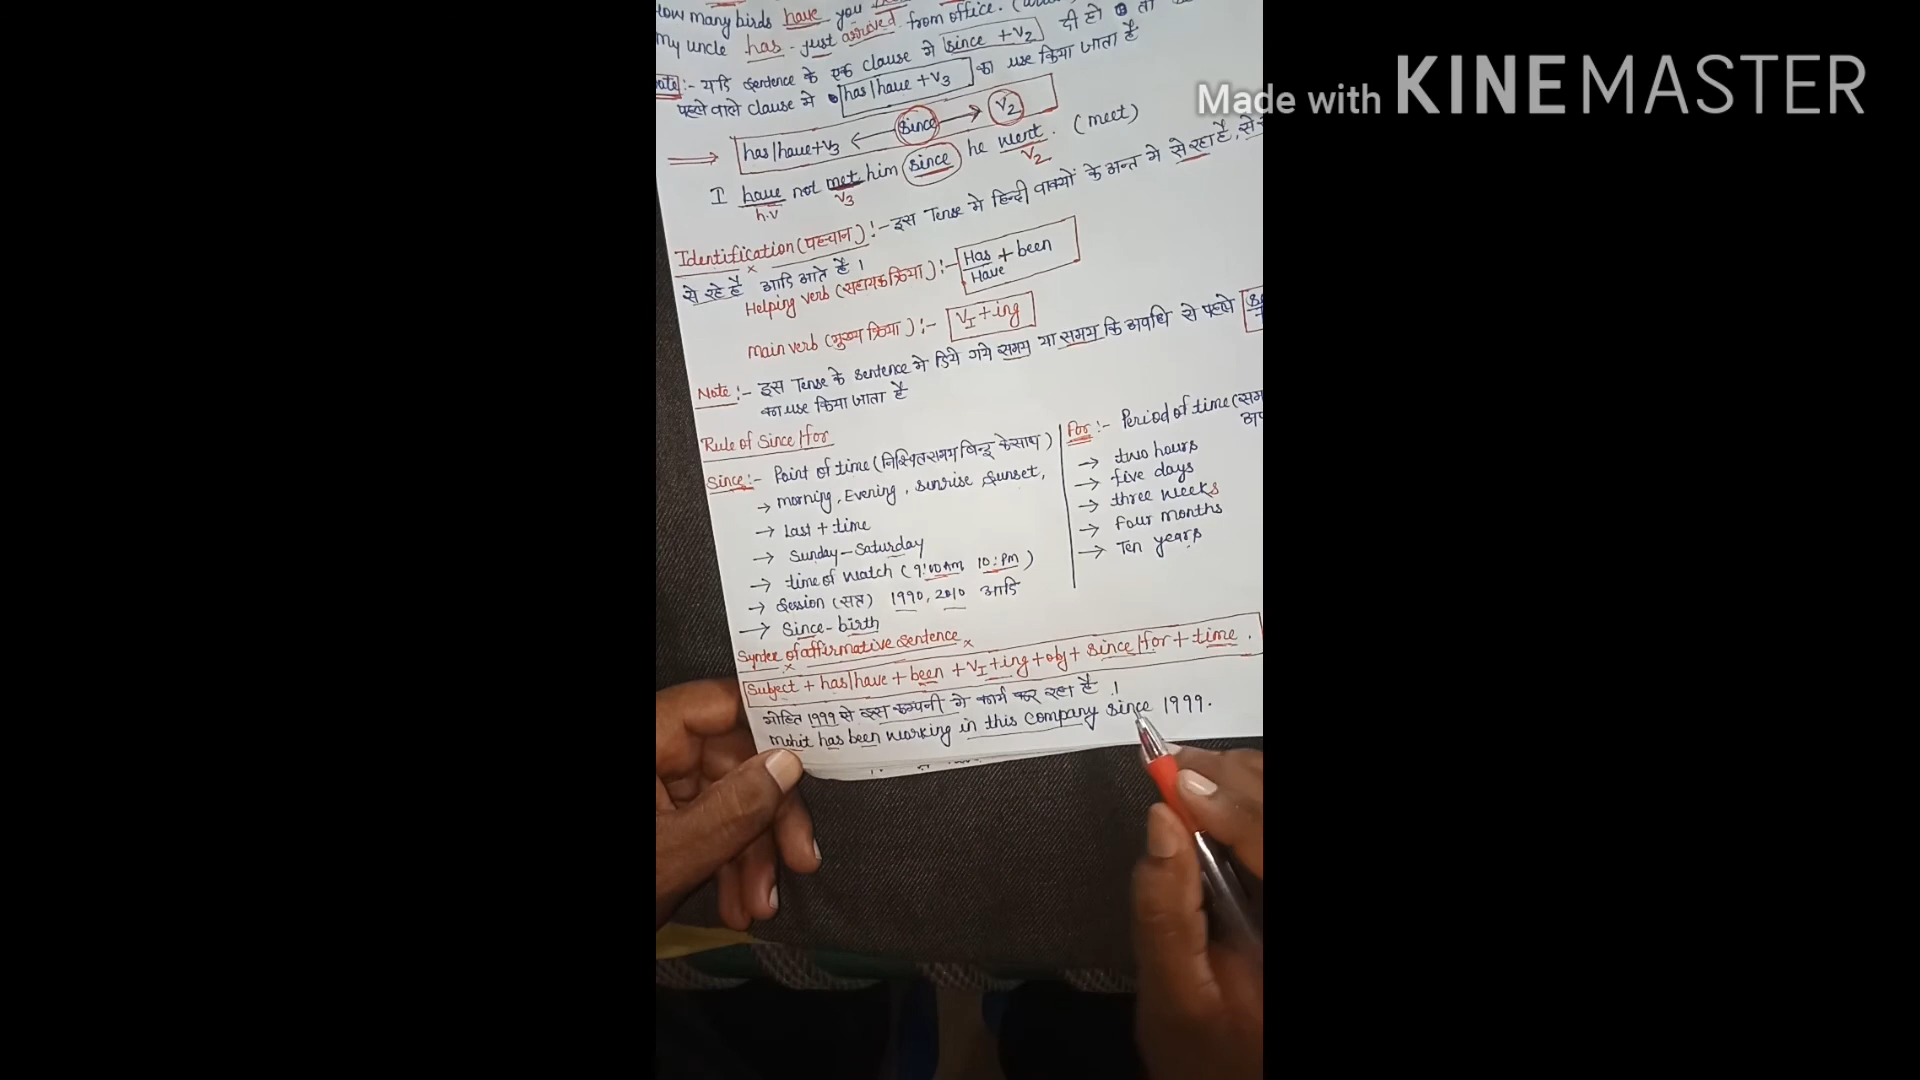 How many birds have you
My uncle has - just arrived from office.
Note:- यदि sentence के एक clause मे since + V2 दी हो तो
पहले वाले clause मे has/have + V3 का use किया जाता है
has/have+V3 ← since → V2
I have not met him since he went. (meet)
h.v V3 V2
Identification (पहचान) :- इस Tense मे हिन्दी वाक्यों के अन्त मे से रहा है, से
से रहे है आदि आते है।
Helping verb (सहायक क्रिया) :- Has/Have + been
Main verb (मुख्य क्रिया) :- VI + ing
Note:- इस Tense के sentence मे दिये गये समय या समय कि अवधि से पहले
का use किया जाता है
Rule of Since/for
Since:- Point of time (निश्चित समय बिन्दू के साथ)
→ morning, Evening, sunrise, sunset,
→ Last + time
→ Sunday - Saturday
→ time of watch (9:00 AM 10:PM)
→ Session (सत्र) 1990, 2010 आदि
→ Since - birth
For:- Period of time
→ two hours
→ five days
→ three weeks
→ four months
→ Ten years
Syntex of affirmative sentence
Subject + has/have + been + VI + ing + obj + since/for + time.
मोहित 1999 से इस कम्पनी मे कार्य कर रहा है।
Mohit has been working in this company since 1999.
Made with KINEMASTER